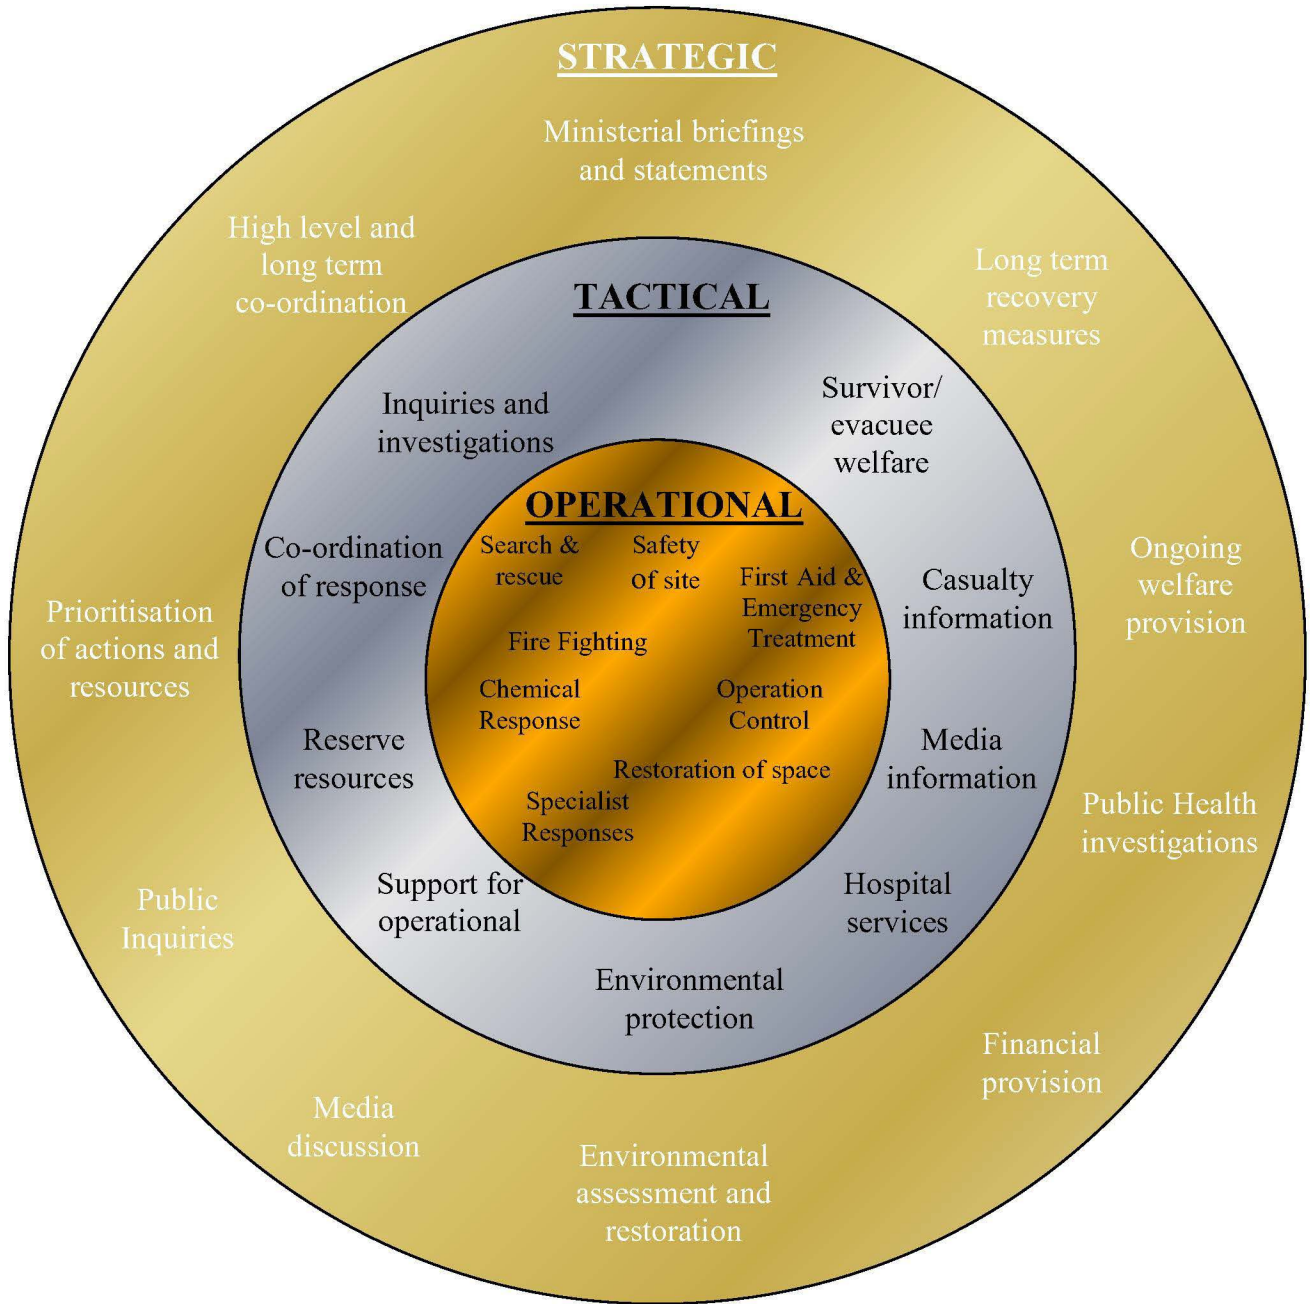 STRATEGIC
Ministerial briefings
and statements
High level and
long term
co-ordination
Long term
recovery
measures
Prioritisation
of actions and
resources
Ongoing
welfare
provision
Public
Inquiries
Public Health
investigations
Media
discussion
Financial
provision
Environmental
assessment and
restoration
TACTICAL
Inquiries and
investigations
Survivor/
evacuee
welfare
Co-ordination
of response
Casualty
information
Reserve
resources
Media
information
Support for
operational
Hospital
services
Environmental
protection
OPERATIONAL
Search &
rescue
Safety
of site
First Aid &
Emergency
Treatment
Fire Fighting
Chemical
Response
Operation
Control
Restoration of space
Specialist
Responses